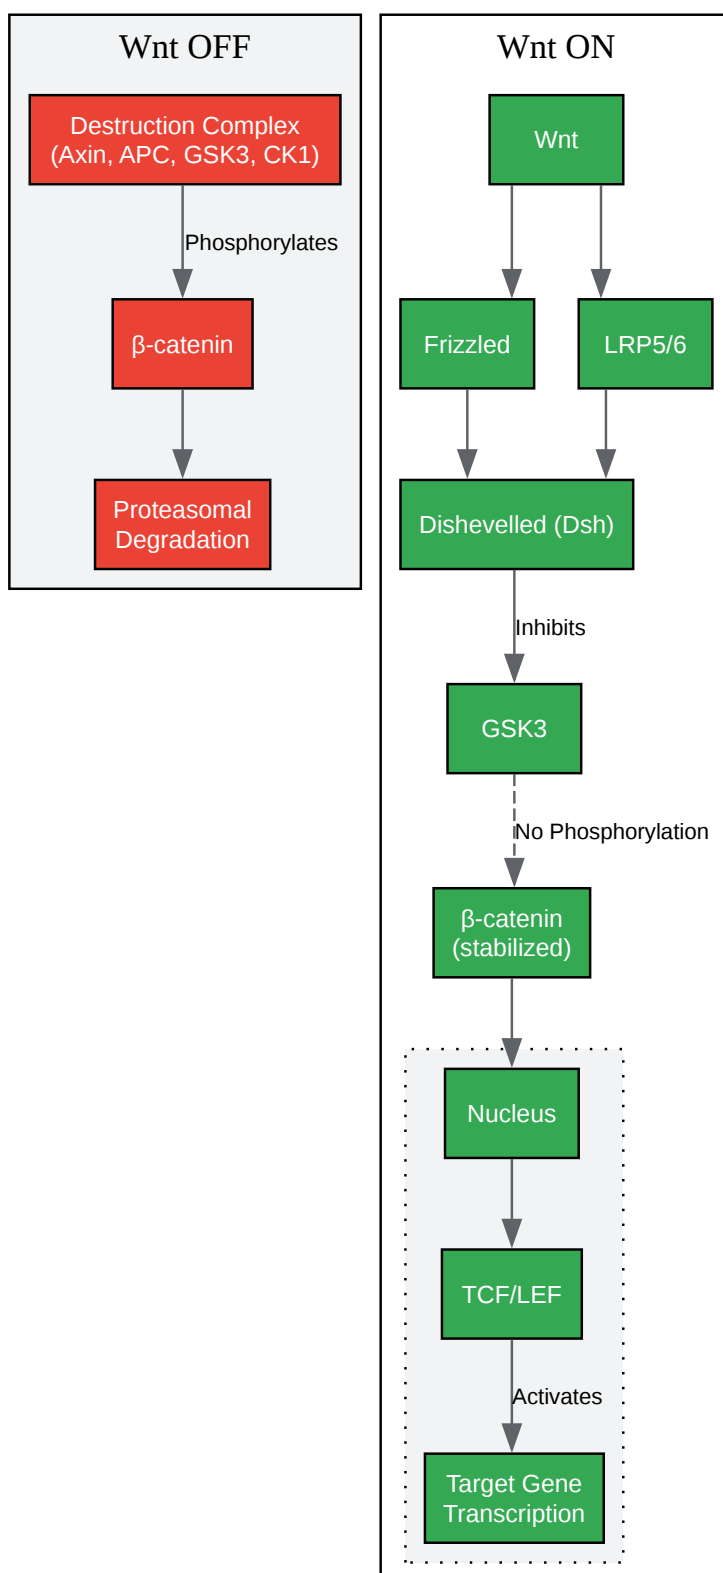 Wnt OFF
Destruction Complex
(Axin, APC, GSK3, CK1)
Phosphorylates
β-catenin
Proteasomal
Degradation
Wnt ON
Wnt
Frizzled
LRP5/6
Dishevelled (Dsh)
Inhibits
GSK3
No Phosphorylation
β-catenin
(stabilized)
Nucleus
TCF/LEF
Activates
Target Gene
Transcription